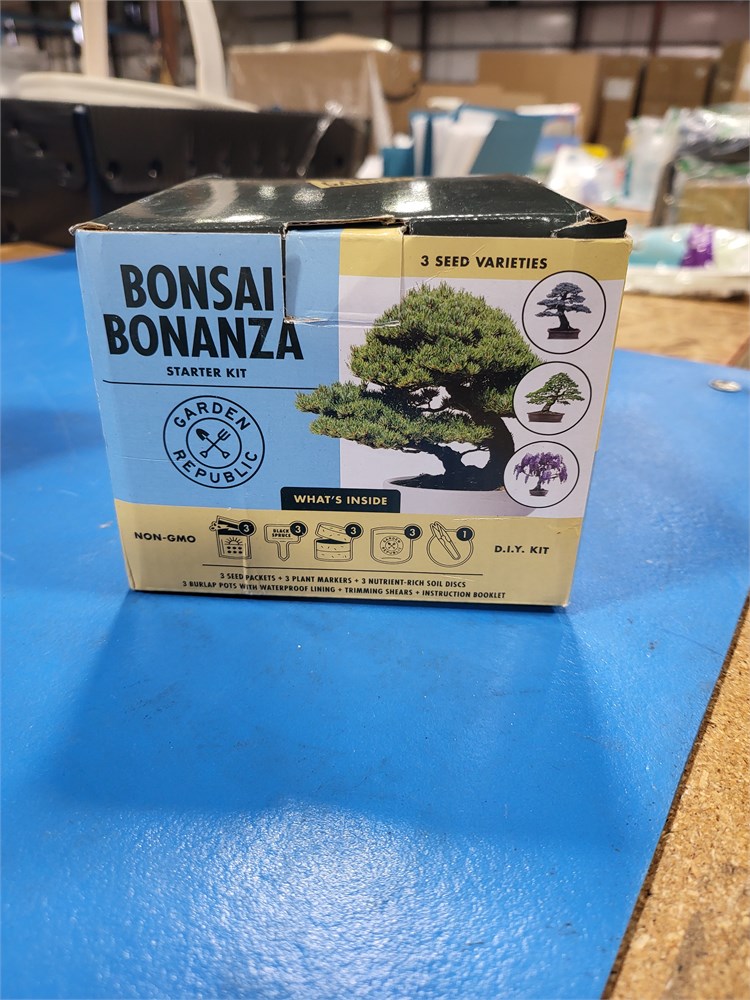 BONSAI
BONANZA
STARTER KIT
GARDEN
REPUBLIC
3 SEED VARIETIES
WHAT'S INSIDE
NON-GMO
3
BLACK
SPRUCE
3
3
3
1
D.I.Y. KIT
3 SEED PACKETS + 3 PLANT MARKERS + 3 NUTRIENT-RICH SOIL DISCS
3 BURLAP POTS WITH WATERPROOF LINING + TRIMMING SHEARS + INSTRUCTION BOOKLET